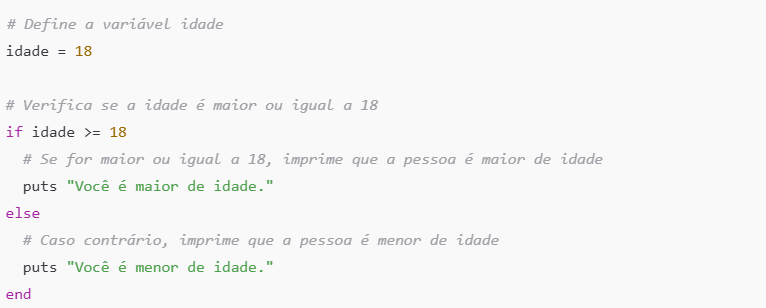 # Define a variável idade
idade = 18
# Verifica se a idade é maior ou igual a 18
if idade >= 18
# Se for maior ou igual a 18, imprime que a pessoa é maior de idade
puts "Você é maior de idade."
else
# Caso contrário, imprime que a pessoa é menor de idade
puts "Você é menor de idade."
end